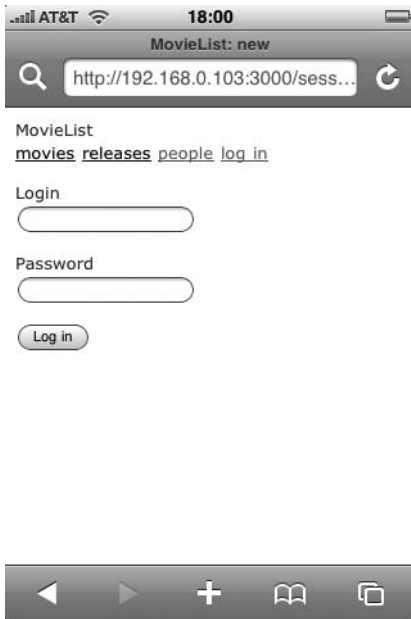 AT&T 18:00
MovieList: new
http://192.168.0.103:3000/sess...
MovieList
movies releases people log in
Login
Password
Log in